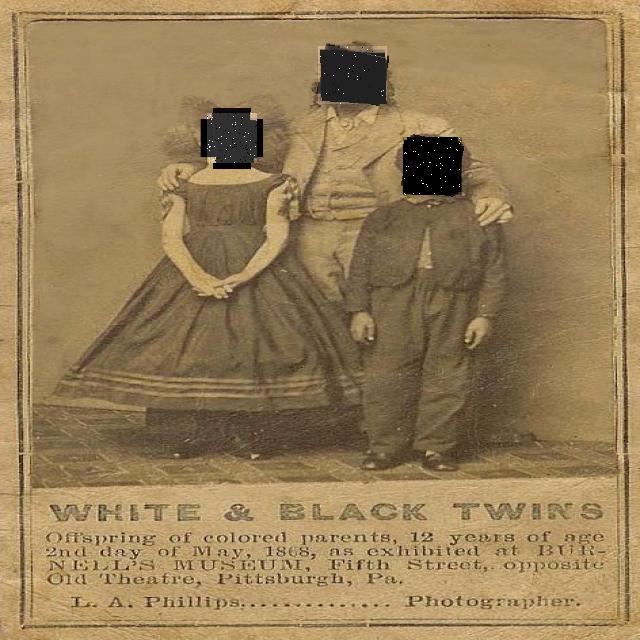 WHITE & BLACK TWINS
Offspring of colored parents, 12 years of age
2nd day of May, 1868, as exhibited at BUR-
NELL'S MUSEUM, Fifth Street, opposite
Old Theatre, Pittsburgh, Pa.
L. A. Phillips.............. Photographer.